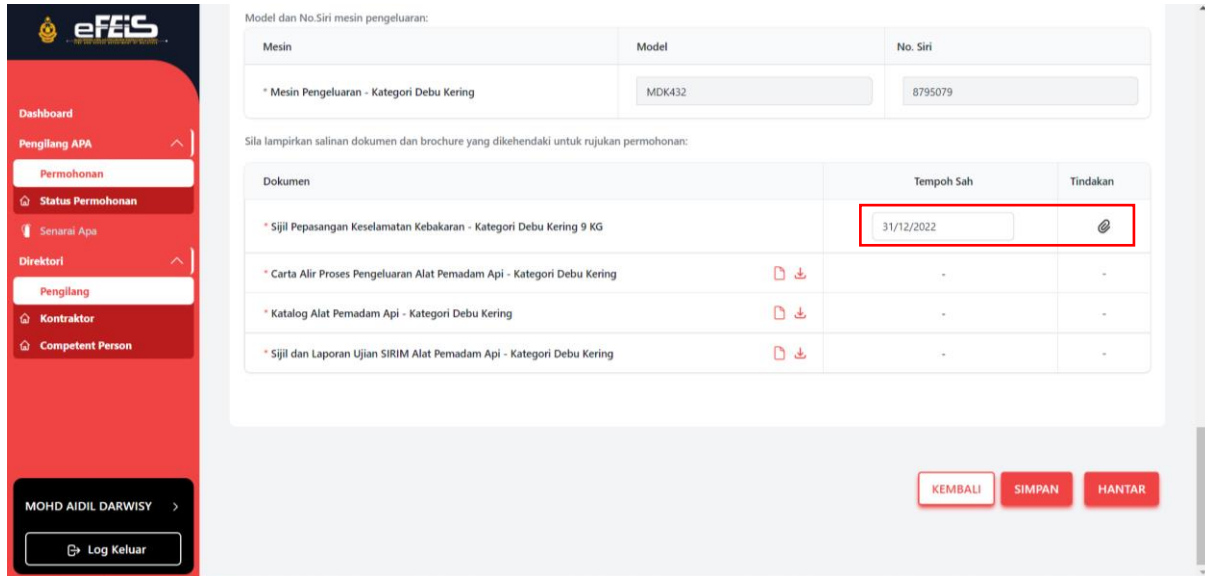 eFEiS
Model dan No.Siri mesin pengeluaran:
Mesin Model No. Siri
* Mesin Pengeluaran - Kategori Debu Kering MDK432 8795079
Sila lampirkan salinan dokumen dan brochure yang dikehendaki untuk rujukan permohonan:
Dokumen Tempoh Sah Tindakan
* Sijil Pepasangan Keselamatan Kebakaran - Kategori Debu Kering 9 KG 31/12/2022
* Carta Alir Proses Pengeluaran Alat Pemadam Api - Kategori Debu Kering - -
* Katalog Alat Pemadam Api - Kategori Debu Kering - -
* Sijil dan Laporan Ujian SIRIM Alat Pemadam Api - Kategori Debu Kering - -
KEMBALI SIMPAN HANTAR
Dashboard
Pengilang APA
Permohonan
Status Permohonan
Senarai Apa
Direktori
Pengilang
Kontraktor
Competent Person
MOHD AIDIL DARWISY >
Log Keluar